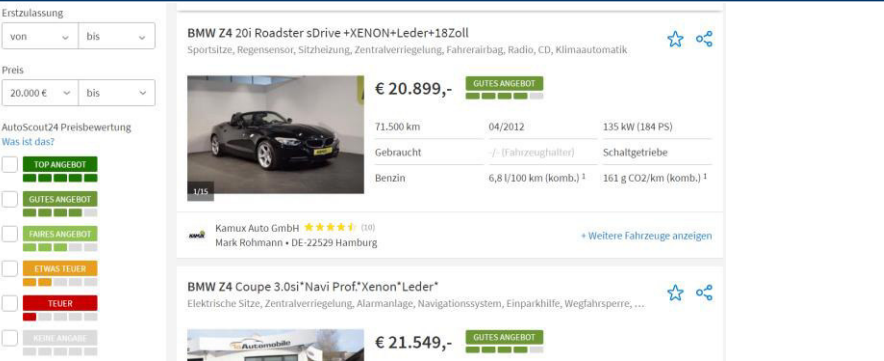 Erstzulassung
von
bis
Preis
20.000 €
bis
AutoScout24 Preisbewertung
Was ist das?
TOP ANGEBOT
GUTES ANGEBOT
FAIRES ANGEBOT
ETWAS TEUER
TEUER
KEINE ANGABE
BMW Z4 20i Roadster sDrive +XENON+Leder+18Zoll
Sportsitze, Regensensor, Sitzheizung, Zentralverriegelung, Fahrerairbag, Radio, CD, Klimaautomatik
€ 20.899,-
GUTES ANGEBOT
71.500 km
04/2012
135 kW (184 PS)
Gebraucht
-/- (Fahrzeughalter)
Schaltgetriebe
Benzin
6,8 l/100 km (komb.) 1
161 g CO2/km (komb.) 1
1/15
KAMUX
Kamux Auto GmbH
(10)
Mark Rohmann • DE-22529 Hamburg
+ Weitere Fahrzeuge anzeigen
BMW Z4 Coupe 3.0si*Navi Prof.*Xenon*Leder*
Elektrische Sitze, Zentralverriegelung, Alarmanlage, Navigationssystem, Einparkhilfe, Wegfahrsperre, ...
Automobile
€ 21.549,-
GUTES ANGEBOT